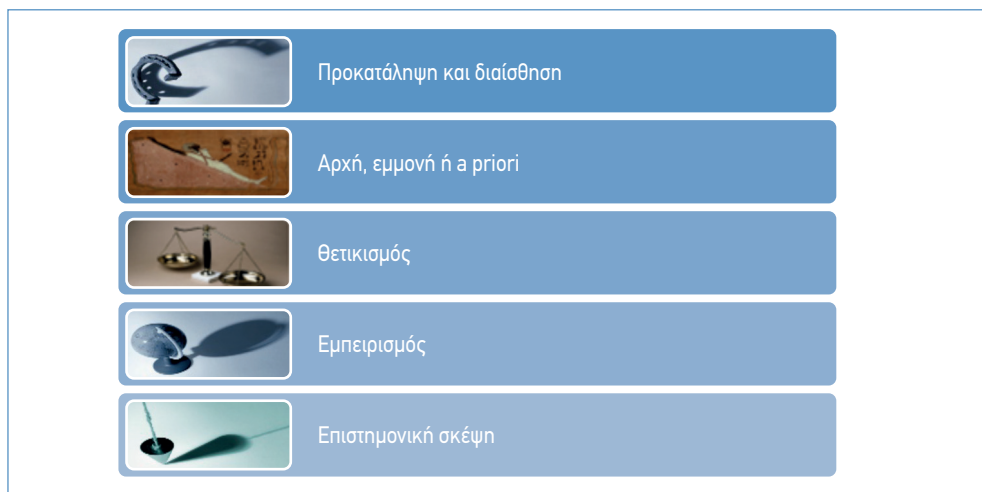 Προκατάληψη και διαίσθηση
Αρχή, εμμονή ή a priori
Θετικισμός
Εμπειρισμός
Επιστημονική σκέψη